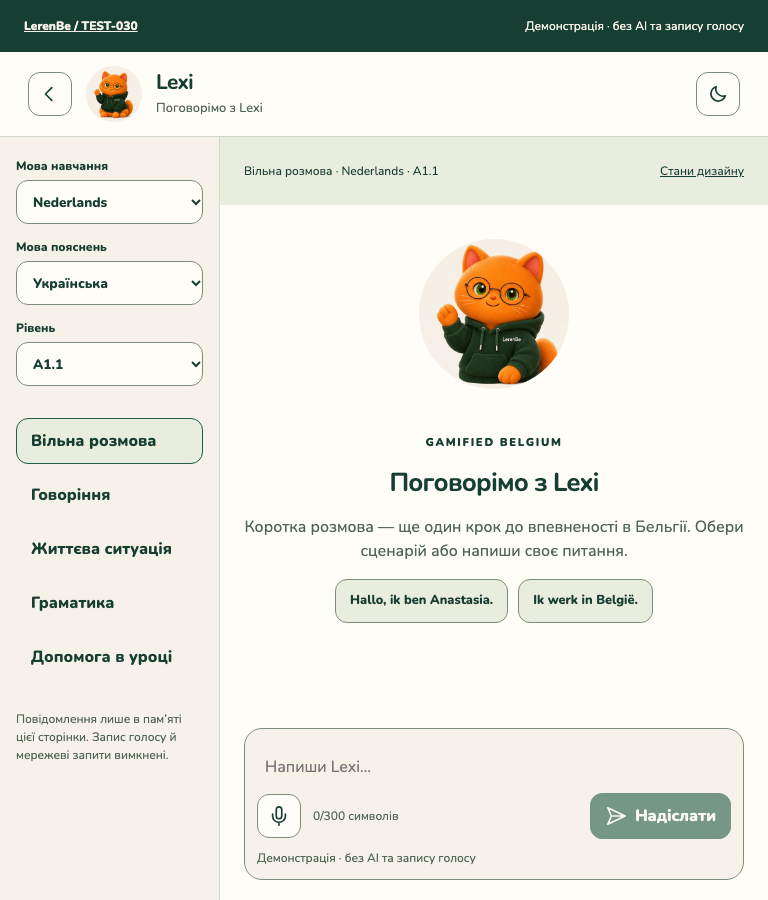 LerenBe / TEST-030
Демонстрація · без AI та запису голосу
Lexi
Поговорімо з Lexi
Мова навчання
Nederlands
Мова пояснень
Українська
Рівень
A1.1
Вільна розмова
Говоріння
Життєва ситуація
Граматика
Допомога в уроці
Повідомлення лише в пам’яті
цієї сторінки. Запис голосу й
мережеві запити вимкнені.
Вільна розмова · Nederlands · A1.1
Стани дизайну
LerenBe
GAMIFIED BELGIUM
Поговорімо з Lexi
Коротка розмова — ще один крок до впевненості в Бельгії. Обери
сценарій або напиши своє питання.
Hallo, ik ben Anastasia.
Ik werk in België.
Напиши Lexi...
0/300 символів
Надіслати
Демонстрація · без AI та запису голосу